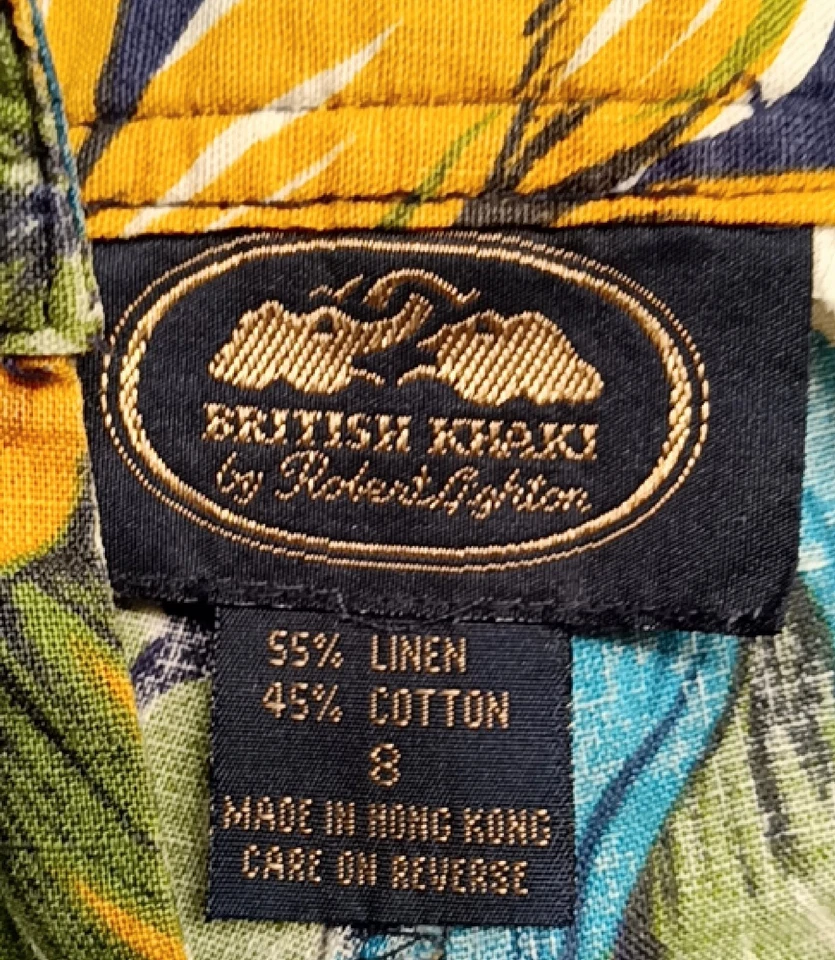 BRITISH KHAKI
by Robert Lighton
55% LINEN
45% COTTON
8
MADE IN HONG KONG
CARE ON REVERSE